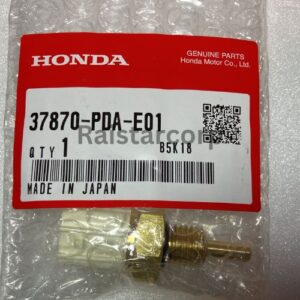 HONDA
GENUINE PARTS
Honda Motor Co., Ltd.
37870-PDA-E01
Raistarcorp
QTY 1 B5K18
MADE IN JAPAN